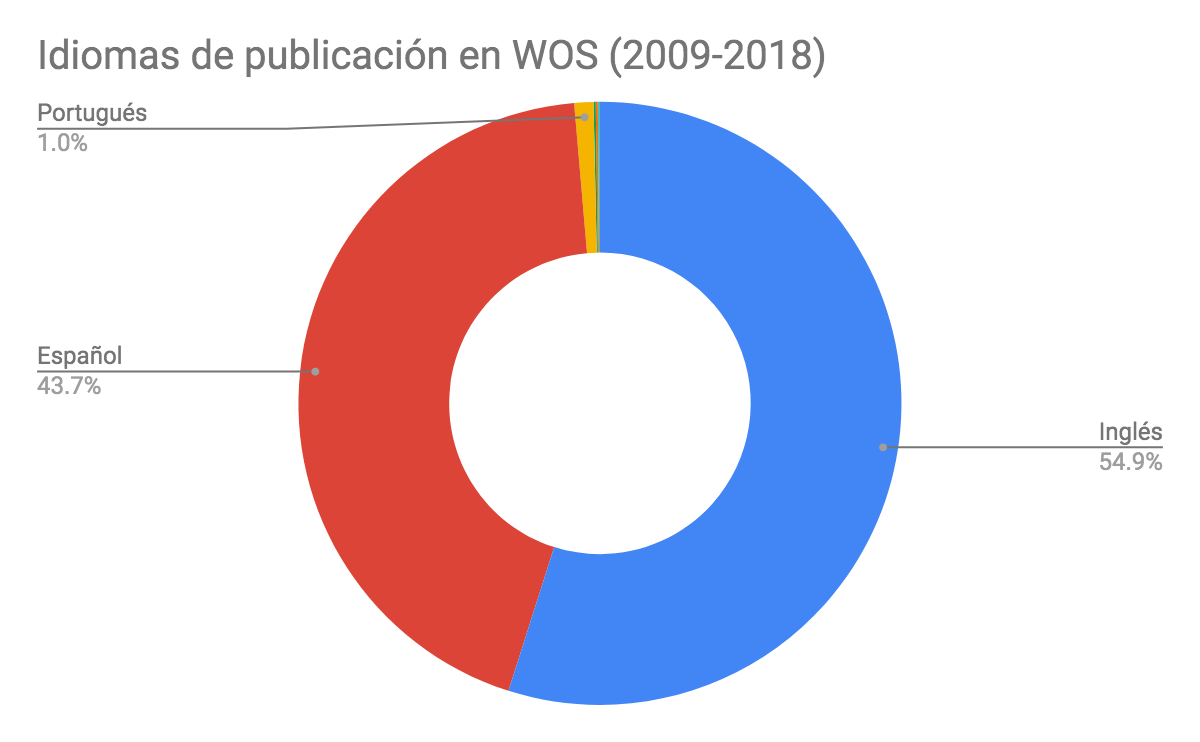 Idiomas de publicación en WOS (2009-2018)
Portugués
1.0%
Español
43.7%
Inglés
54.9%